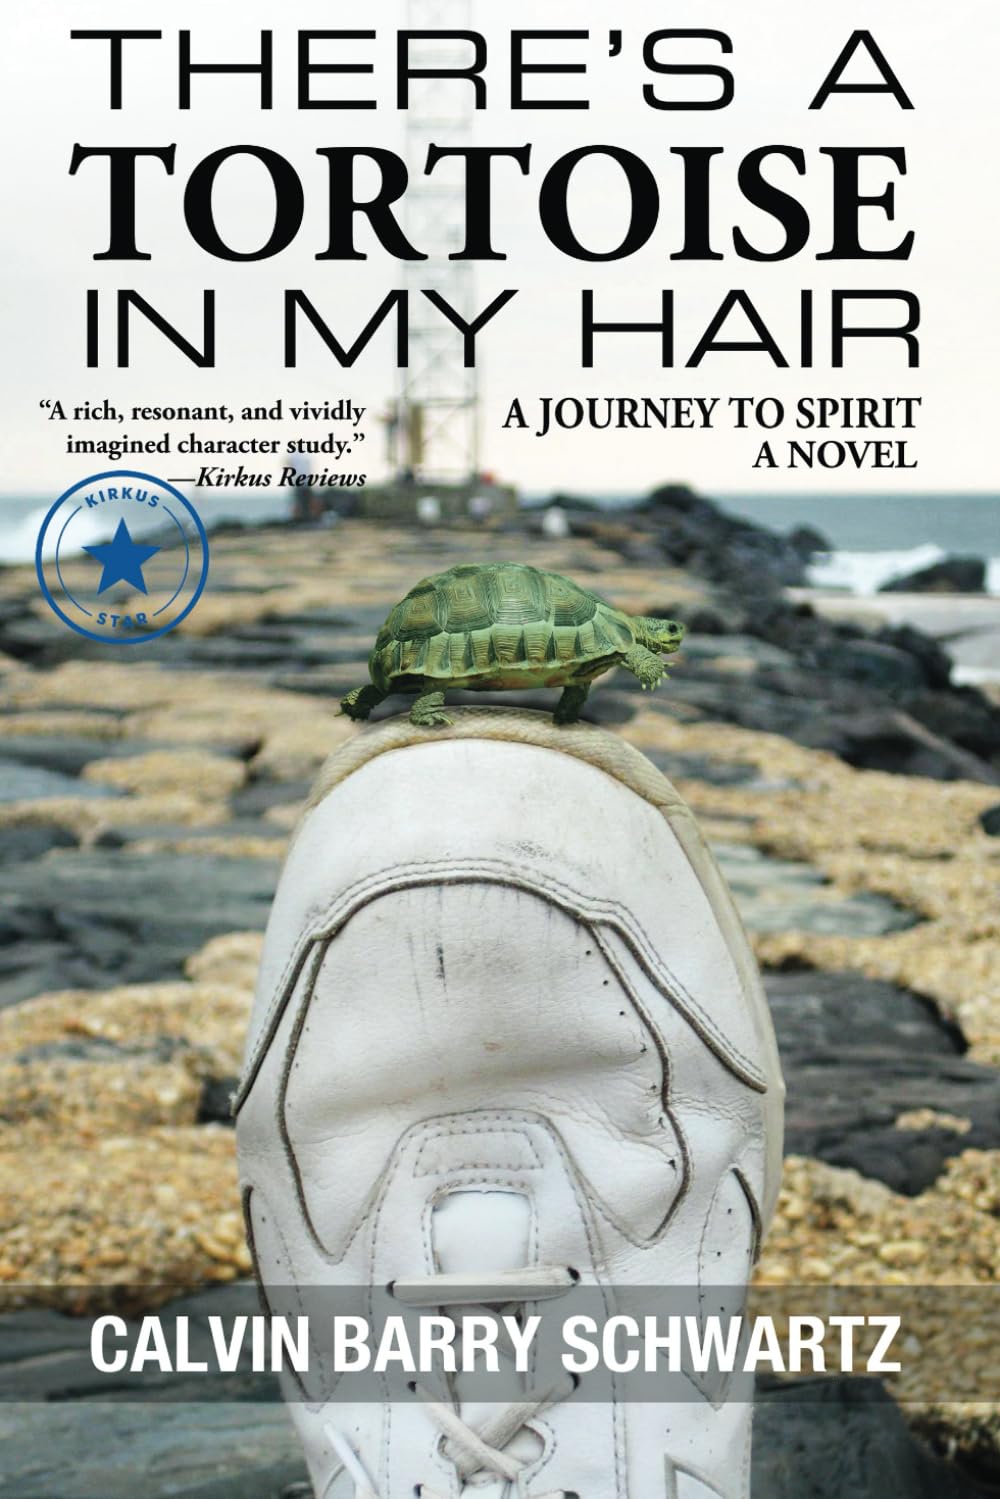 THERE'S A
TORTOISE
IN MY HAIR
“A rich, resonant, and vividly
imagined character study.”
—Kirkus Reviews
A JOURNEY TO SPIRIT
A NOVEL
KIRKUS
STAR
CALVIN BARRY SCHWARTZ